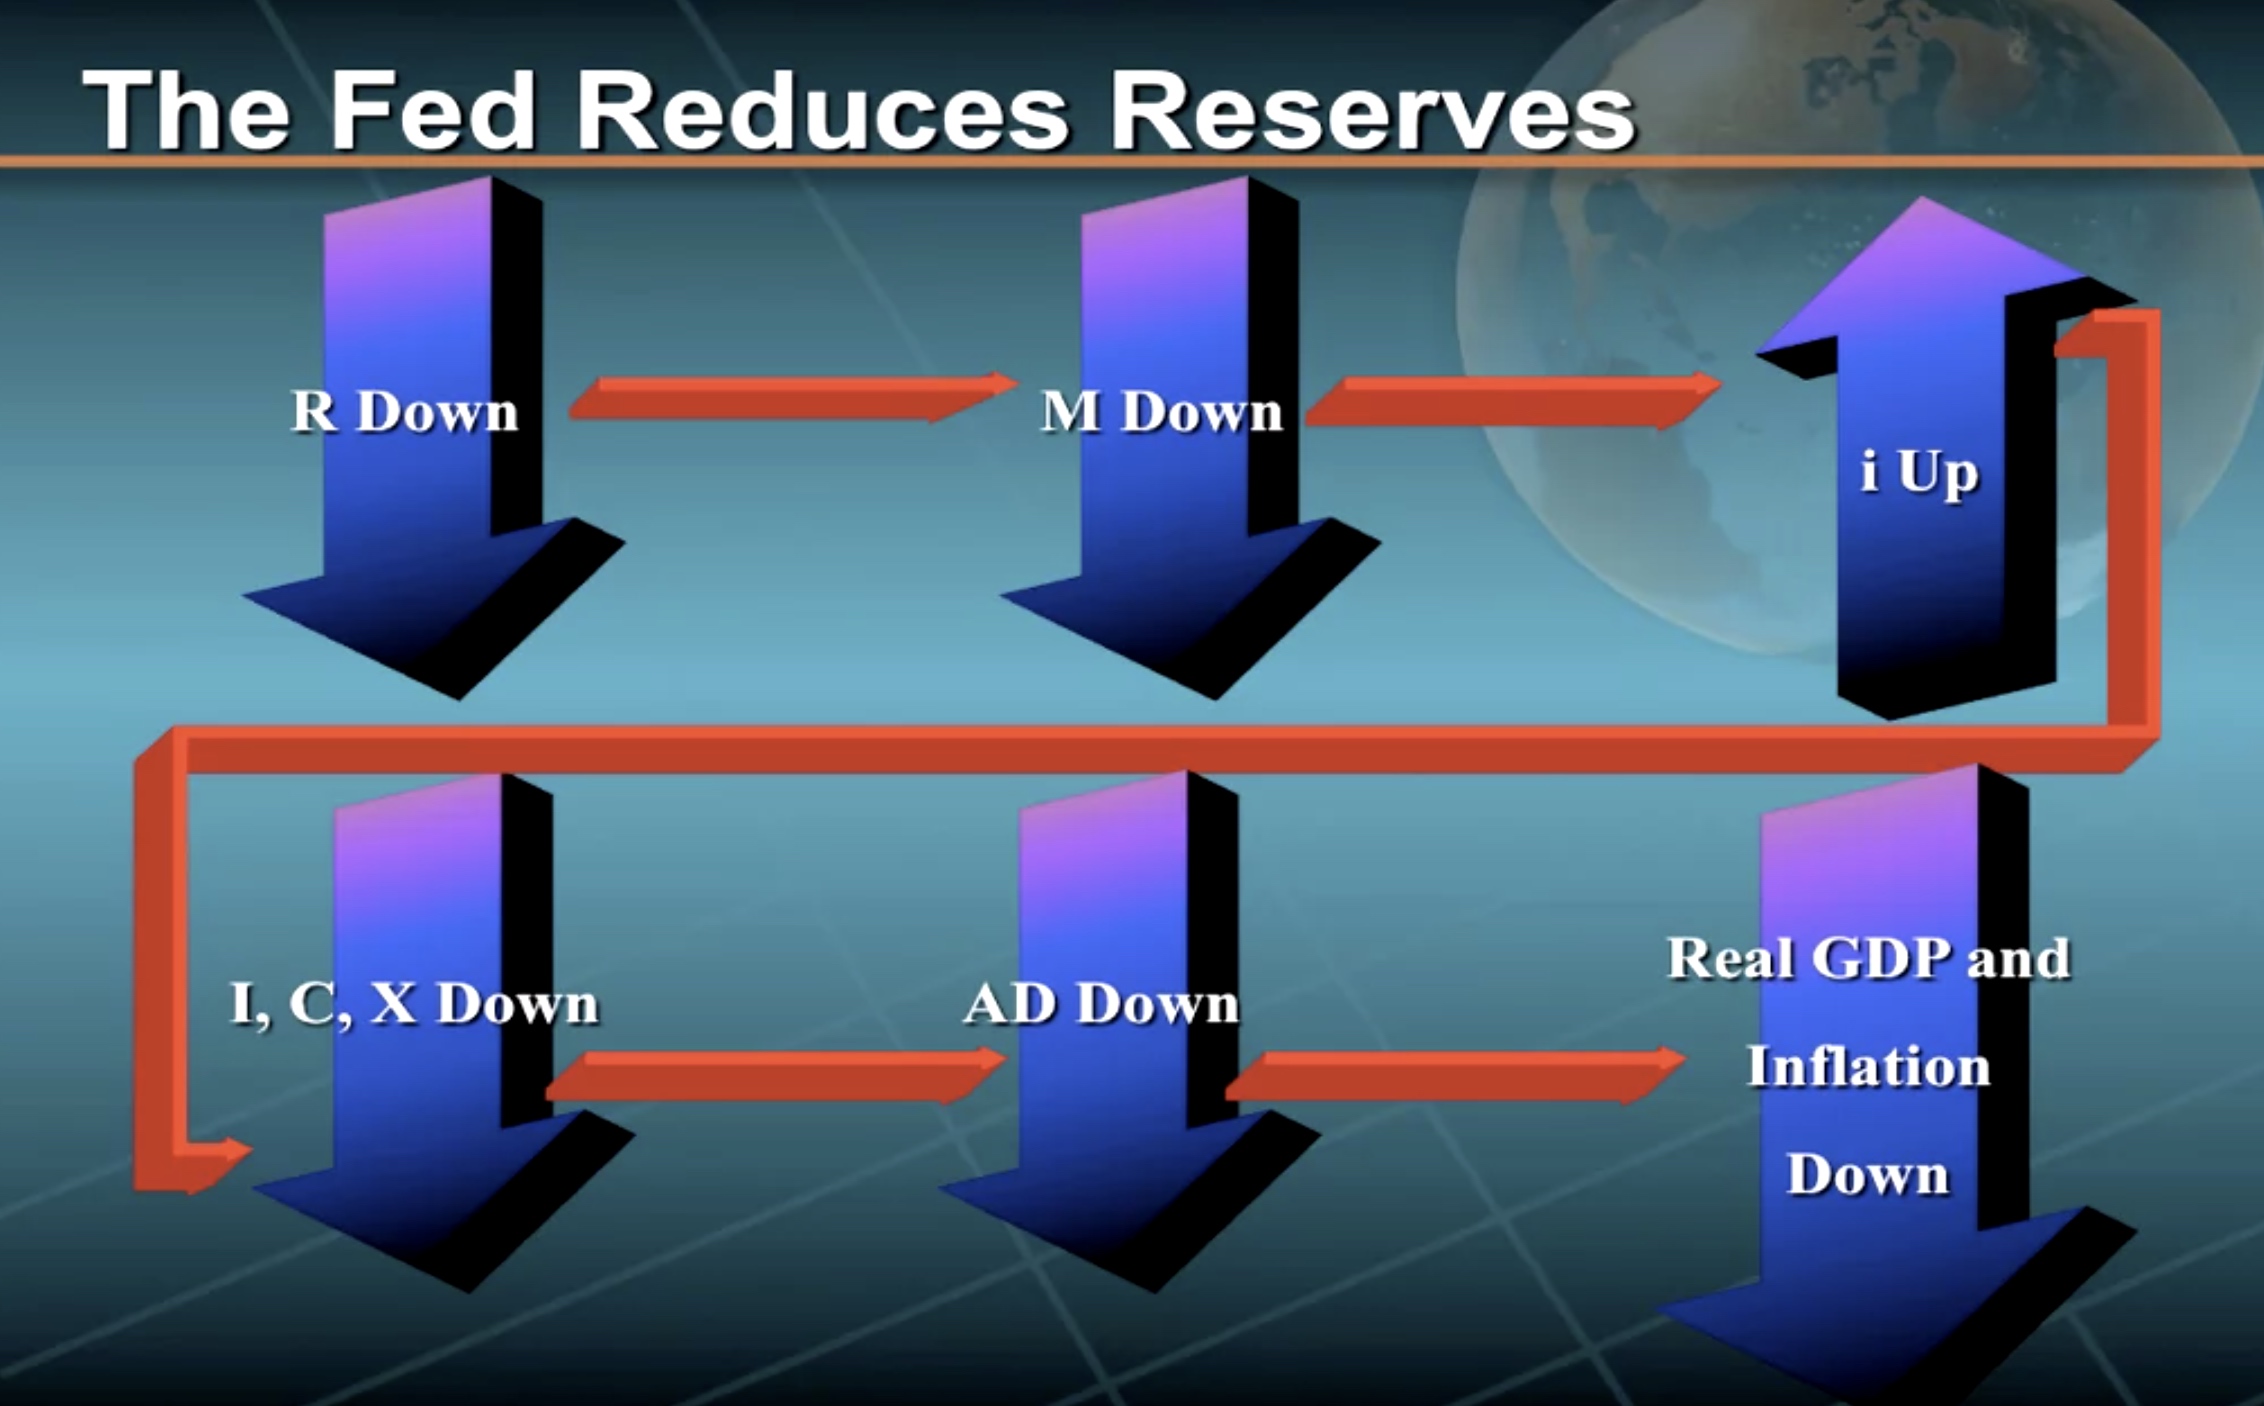 The Fed Reduces Reserves
R Down
M Down
i Up
I, C, X Down
AD Down
Real GDP and
Inflation
Down